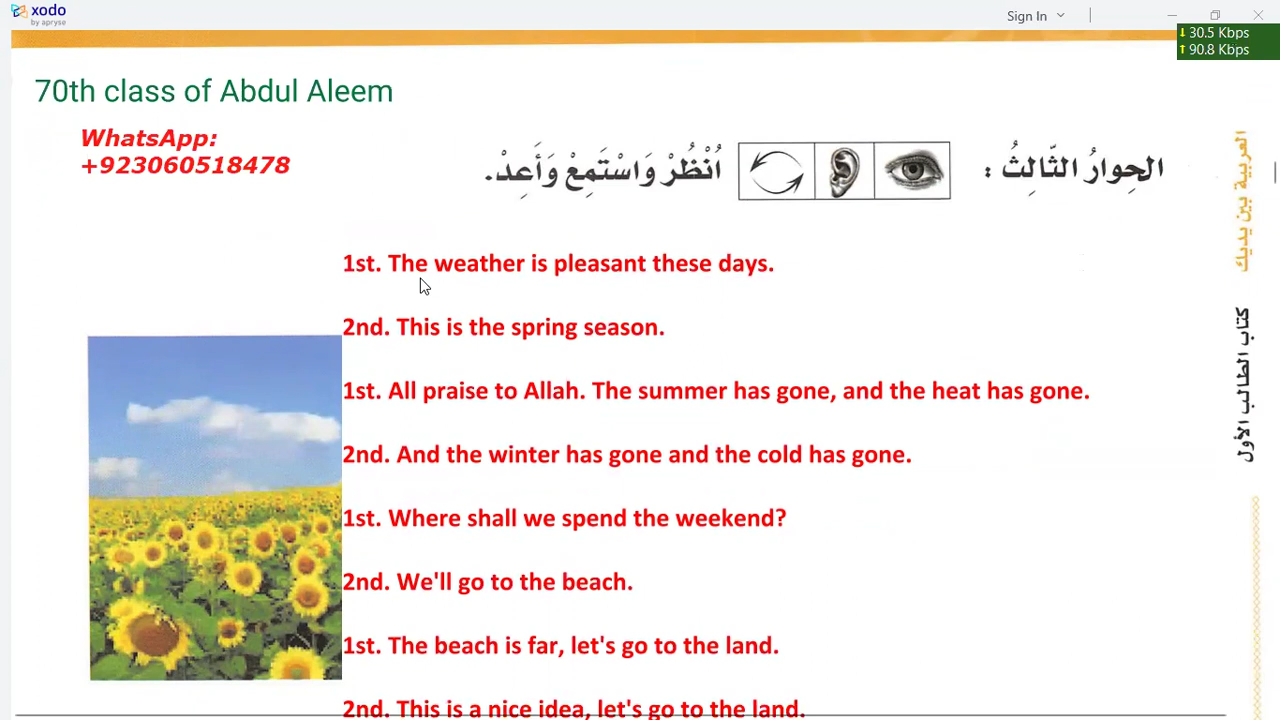 xodo
by apryse
Sign In
30.5 Kbps
90.8 Kbps
70th class of Abdul Aleem
WhatsApp:
+923060518478
الحِوارُ الثّالِثُ : اُنْظُرْ وَاسْتَمِعْ وَأَعِدْ.
1st. The weather is pleasant these days.
2nd. This is the spring season.
1st. All praise to Allah. The summer has gone, and the heat has gone.
2nd. And the winter has gone and the cold has gone.
1st. Where shall we spend the weekend?
2nd. We'll go to the beach.
1st. The beach is far, let's go to the land.
2nd. This is a nice idea, let's go to the land.
العربية بين يديك
كتاب الطالب الأول